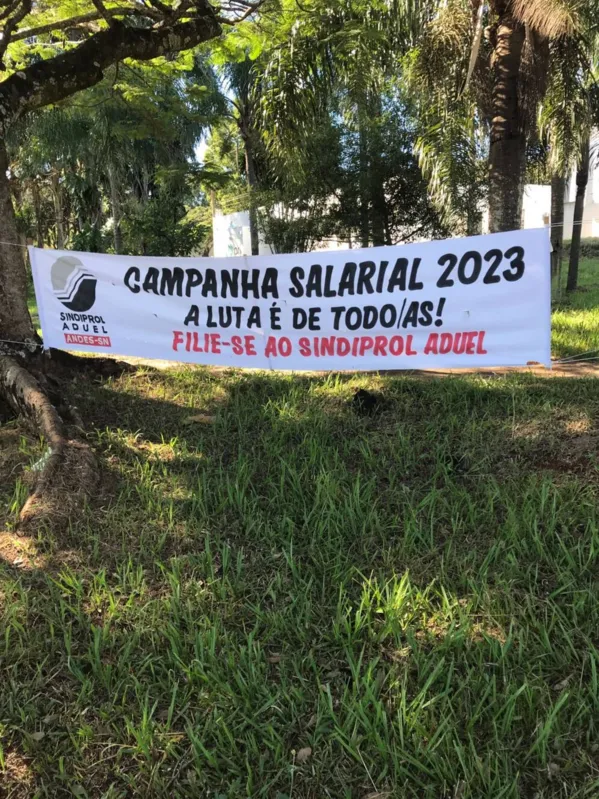 SINDIPROL
ADUEL
ANDES-SN
CAMPANHA SALARIAL 2023
A LUTA É DE TODO/AS!
FILIE-SE AO SINDIPROL ADUEL